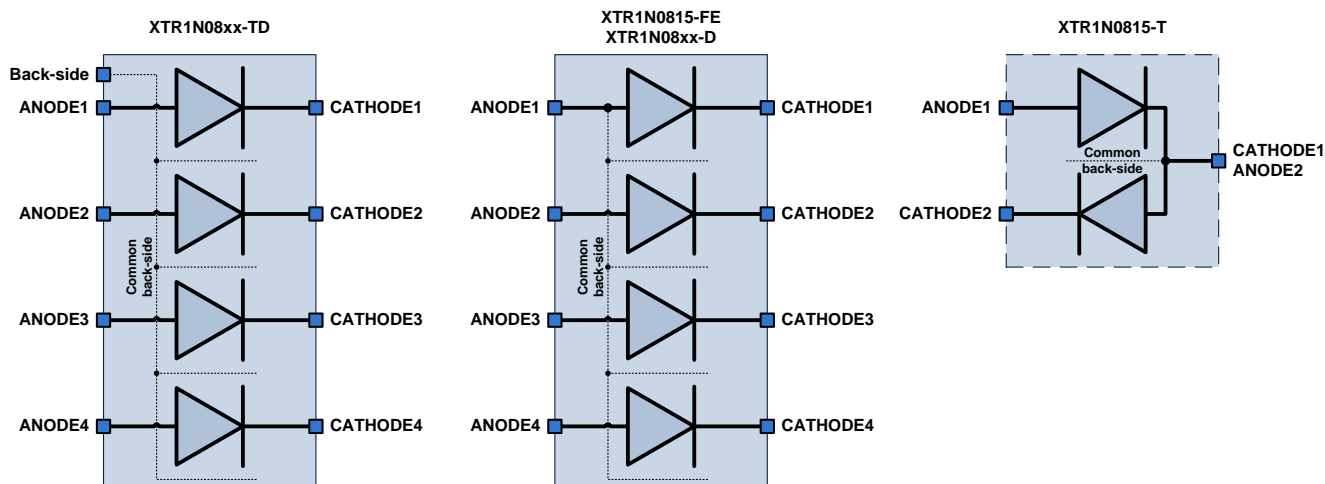 XTR1N08xx-TD
Back-side
ANODE1
CATHODE1
ANODE2
CATHODE2
Common
back-side
ANODE3
CATHODE3
ANODE4
CATHODE4
XTR1N0815-FE
XTR1N08xx-D
ANODE1
CATHODE1
ANODE2
CATHODE2
Common
back-side
ANODE3
CATHODE3
ANODE4
CATHODE4
XTR1N0815-T
ANODE1
Common
back-side
CATHODE1
ANODE2
CATHODE2